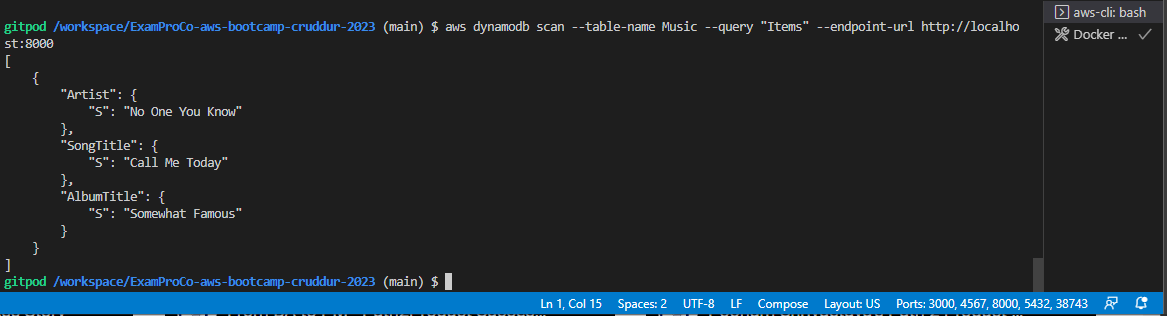 gitpod /workspace/ExamProCo-aws-bootcamp-cruddur-2023 (main) $ aws dynamodb scan --table-name Music --query "Items" --endpoint-url http://localho
st:8000
[
    {
        "Artist": {
            "S": "No One You Know"
        },
        "SongTitle": {
            "S": "Call Me Today"
        },
        "AlbumTitle": {
            "S": "Somewhat Famous"
        }
    }
]
gitpod /workspace/ExamProCo-aws-bootcamp-cruddur-2023 (main) $
aws-cli: bash
Docker ...
Ln 1, Col 15 Spaces: 2 UTF-8 LF Compose Layout: US Ports: 3000, 4567, 8000, 5432, 38743